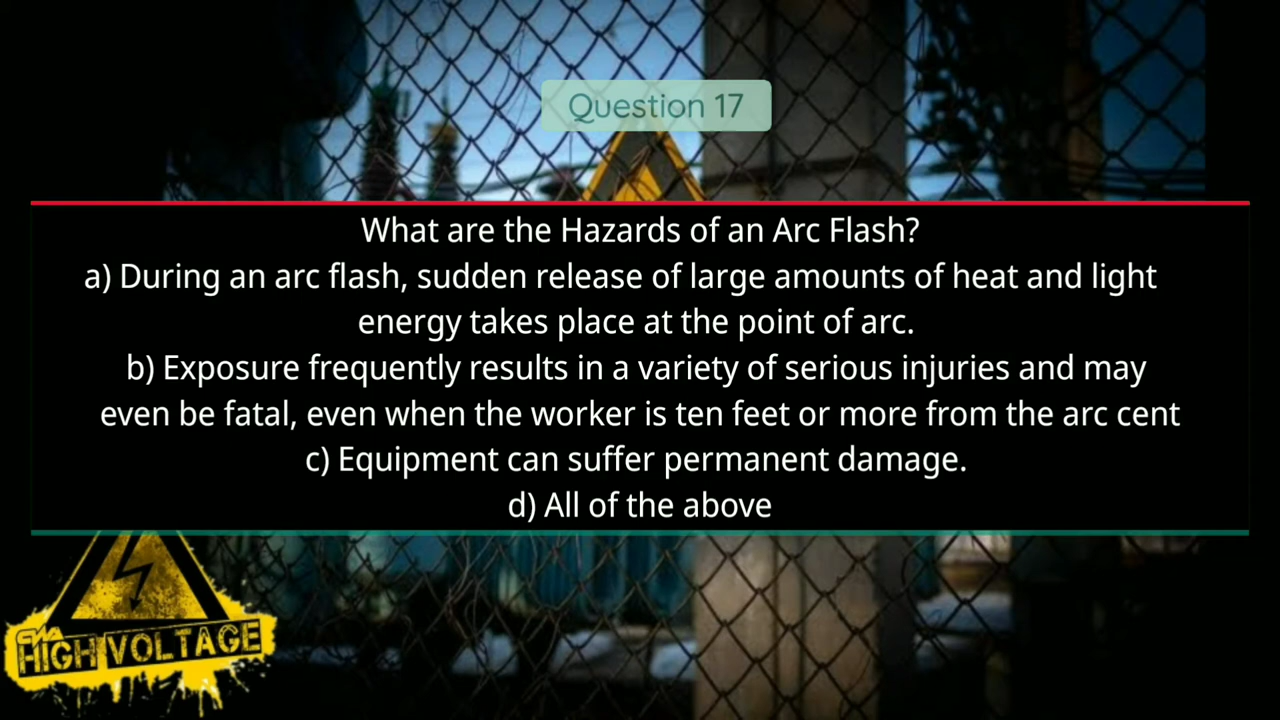 Question 17
What are the Hazards of an Arc Flash?
a) During an arc flash, sudden release of large amounts of heat and light
energy takes place at the point of arc.
b) Exposure frequently results in a variety of serious injuries and may
even be fatal, even when the worker is ten feet or more from the arc cent
c) Equipment can suffer permanent damage.
d) All of the above
HIGH VOLTAGE